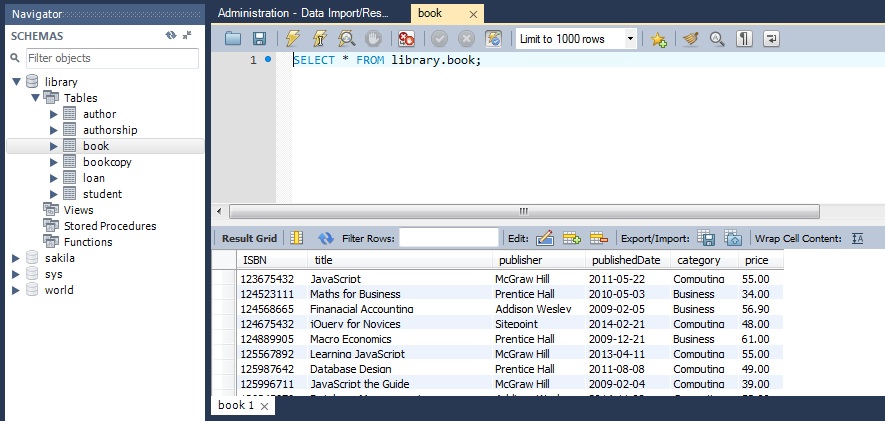 Navigator
SCHEMAS
Filter objects
library
Tables
author
authorship
book
bookcopy
loan
student
Views
Stored Procedures
Functions
sakila
sys
world
Administration - Data Import/Res... book
Limit to 1000 rows
1 SELECT * FROM library.book;
Result Grid Filter Rows: Edit: Export/Import: Wrap Cell Content:
ISBN title publisher publishedDate category price
123675432 JavaScript McGraw Hill 2011-05-22 Computing 55.00
124523111 Maths for Business Prentice Hall 2010-05-03 Business 34.00
124568665 Finanacial Accounting Addison Wesley 2009-02-05 Business 56.90
124675432 jQuery for Novices Sitepoint 2014-02-21 Computing 48.00
124889905 Macro Economics Prentice Hall 2009-12-21 Business 61.00
125567892 Learning JavaScript McGraw Hill 2013-04-11 Computing 55.00
125987642 Database Design Prentice Hall 2011-08-08 Computing 49.00
125996711 JavaScript the Guide McGraw Hill 2009-02-04 Computing 39.00
book 1